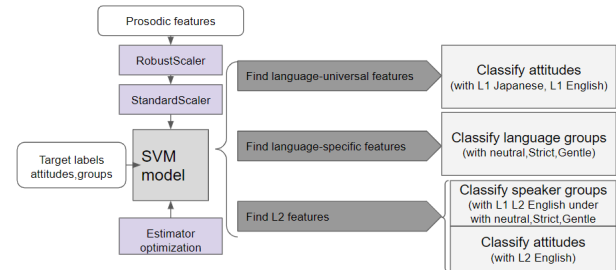 Prosodic features
RobustScaler
StandardScaler
Target labels
attitudes,groups
SVM
model
Estimator
optimization
Find language-universal features
Classify attitudes
(with L1 Japanese, L1 English)
Find language-specific features
Classify language groups
(with neutral,Strict,Gentle)
Find L2 features
Classify speaker groups
(with L1 L2 English under
with neutral,Strict,Gentle
Classify attitudes
(with L2 English)